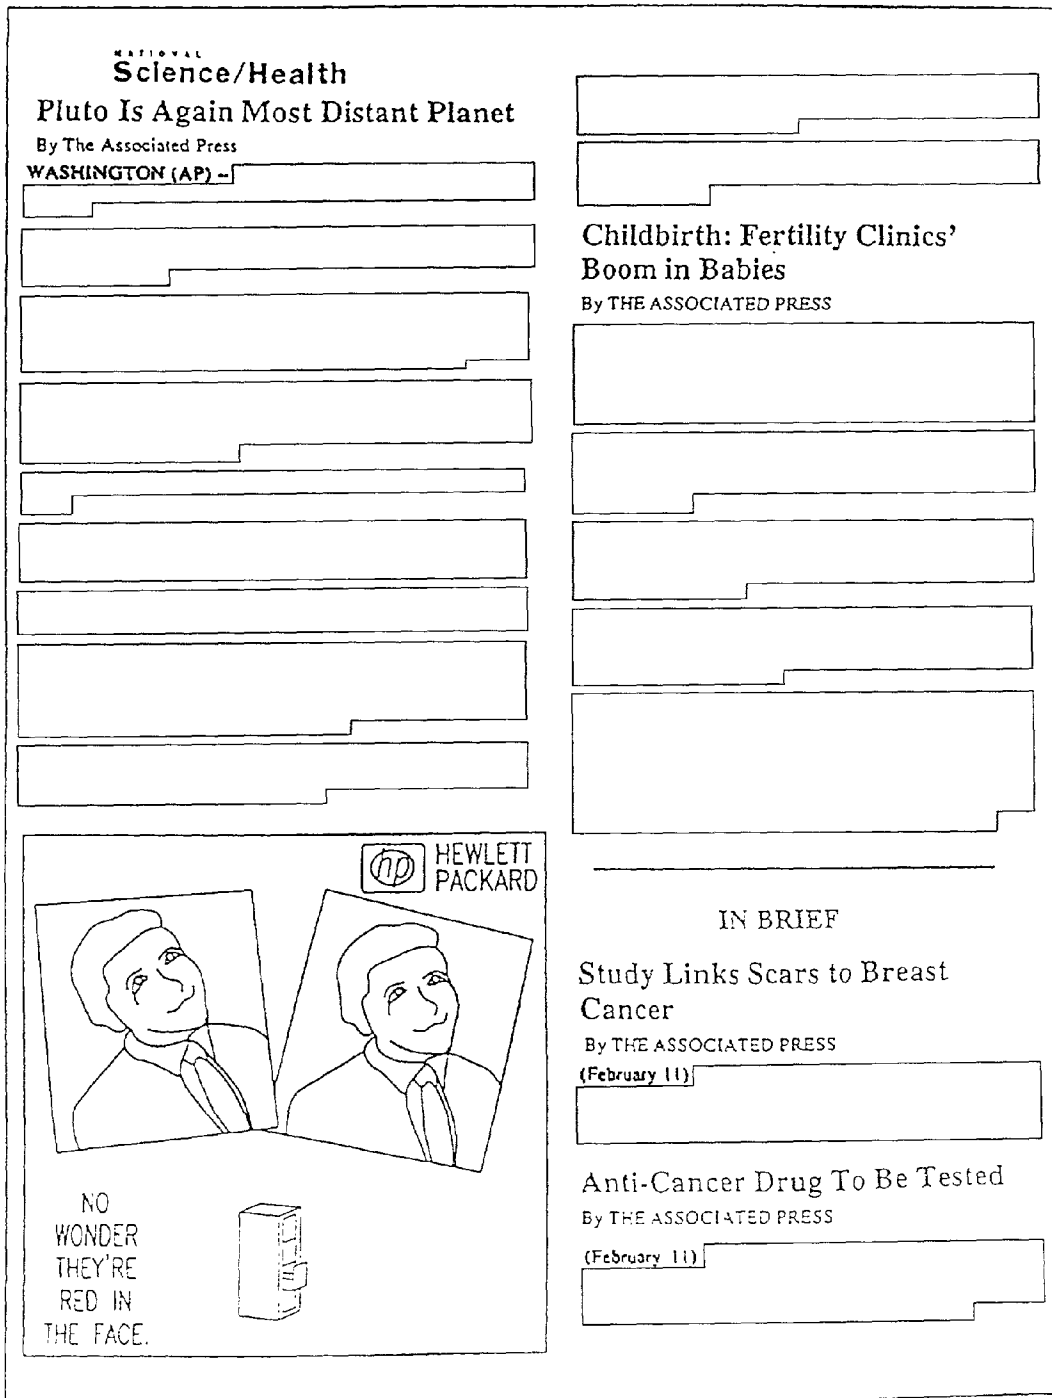 NATIONAL
Science/Health
Pluto Is Again Most Distant Planet
By The Associated Press
WASHINGTON (AP) –
hp HEWLETT
PACKARD
NO
WONDER
THEY'RE
RED IN
THE FACE.
Childbirth: Fertility Clinics'
Boom in Babies
By THE ASSOCIATED PRESS
IN BRIEF
Study Links Scars to Breast
Cancer
By THE ASSOCIATED PRESS
(February 11)
Anti-Cancer Drug To Be Tested
By THE ASSOCIATED PRESS
(February 11)